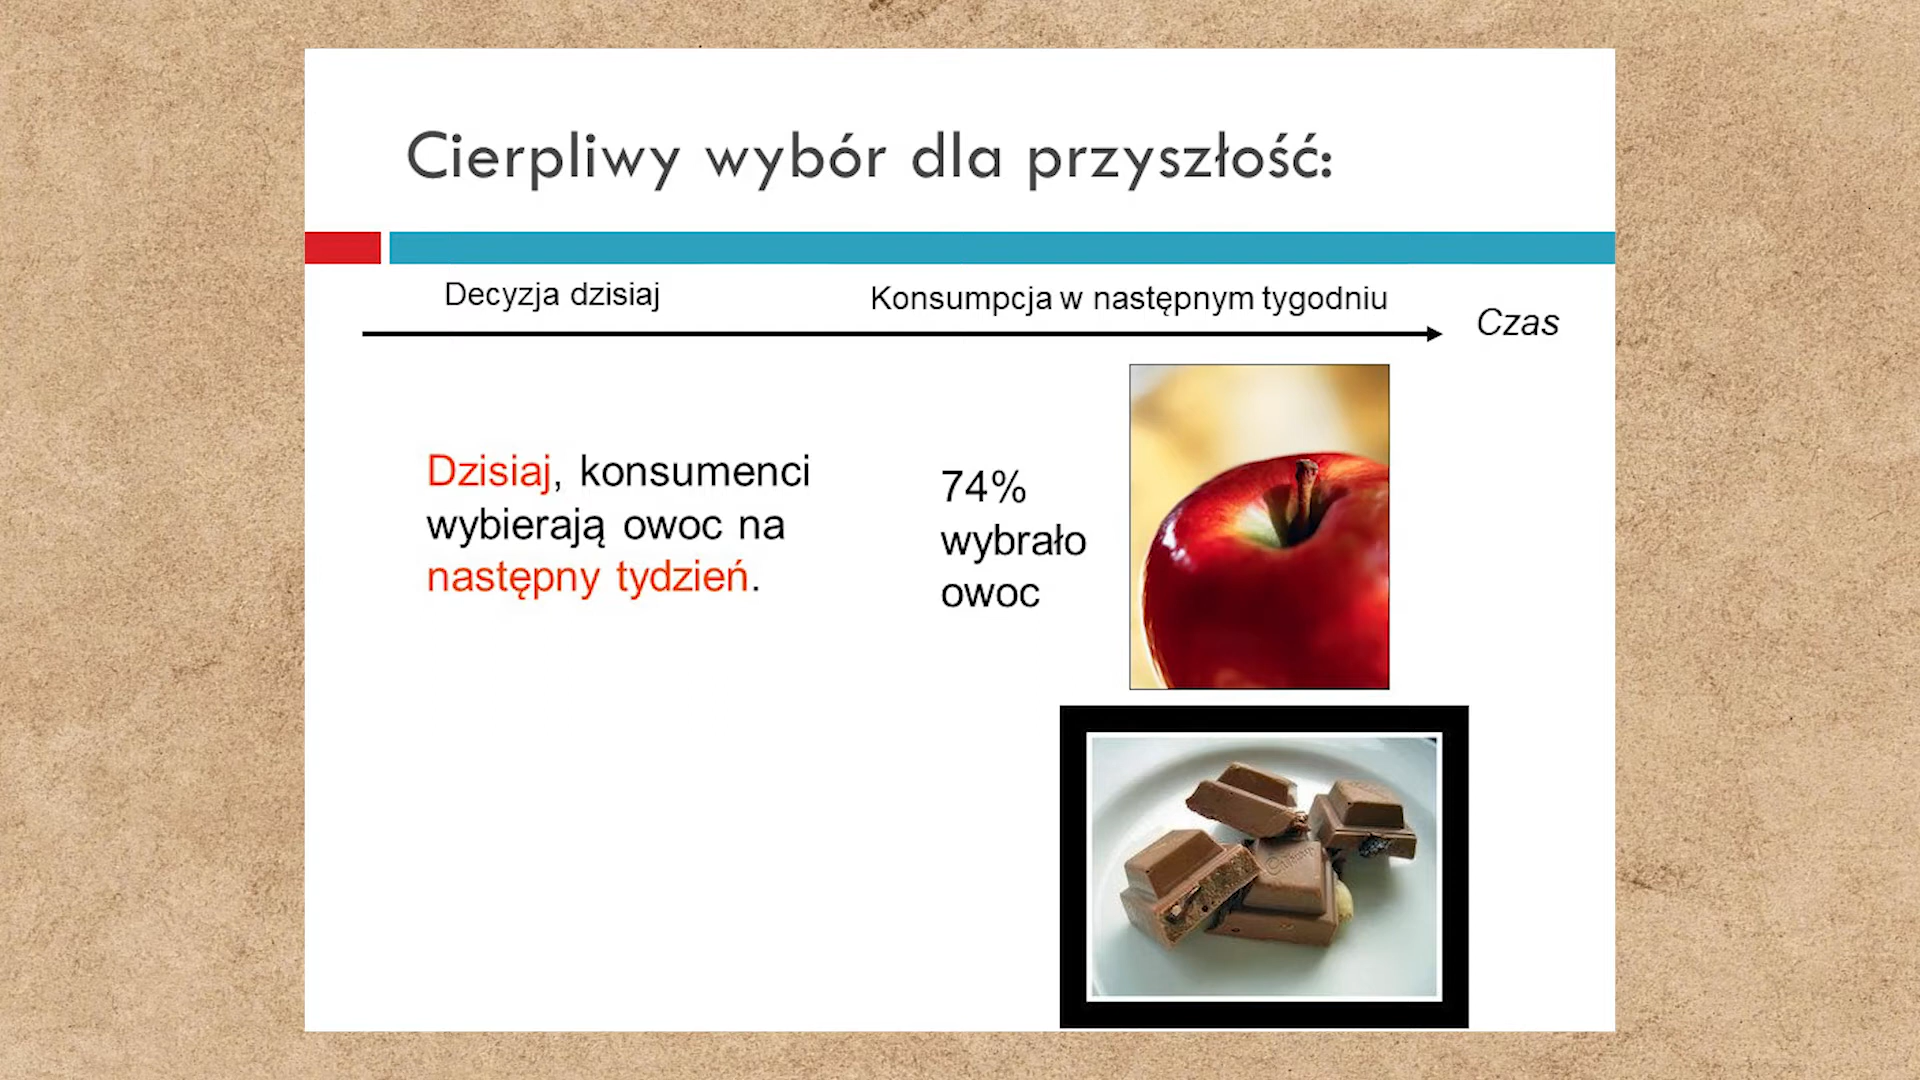 Cierpliwy wybór dla przyszłość:
Decyzja dzisiaj
Konsumpcja w następnym tygodniu
Czas
Dzisiaj, konsumenci
wybierają owoc na
następny tydzień.
74%
wybrało
owoc